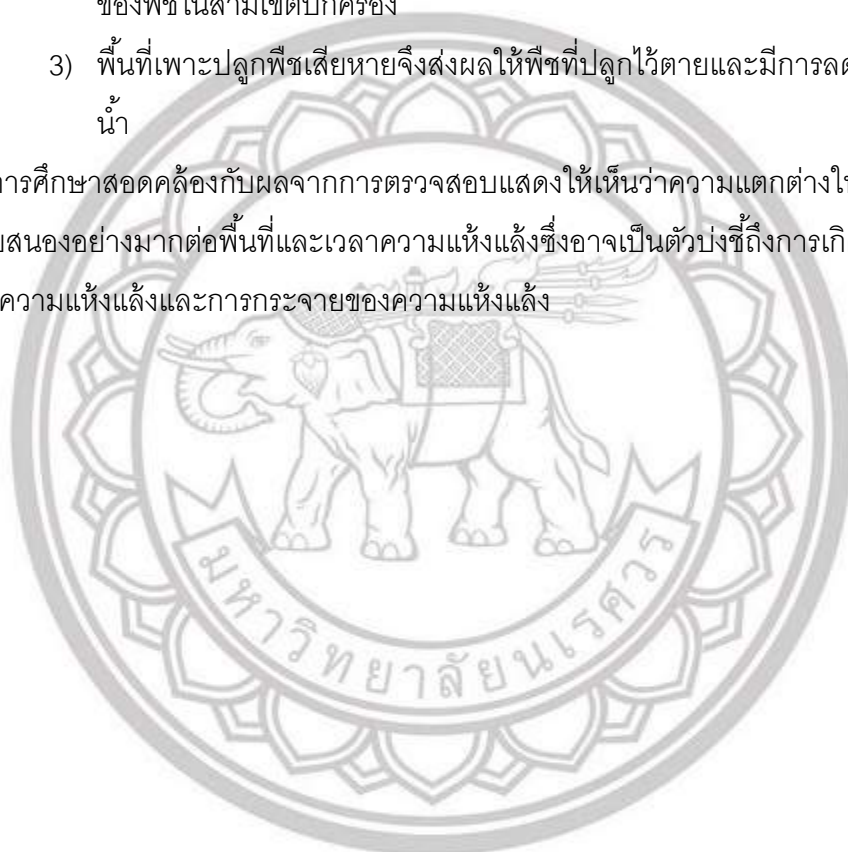 ของพืชในสามเขตปกครอง
3) พื้นที่เพาะปลูกพืชเสียหายจึงส่งผลให้พืชที่ปลูกไว้ตายและมีการลด
น้ำ
การศึกษาสอดคล้องกับผลจากการตรวจสอบแสดงให้เห็นว่าความแตกต่างใน
สนองอย่างมากต่อพื้นที่และเวลาความแห้งแล้งซึ่งอาจเป็นตัวบ่งชี้ถึงการเกิ
ความแห้งแล้งและการกระจายของความแห้งแล้ง
มหาวิทยาลัยนเรศวร